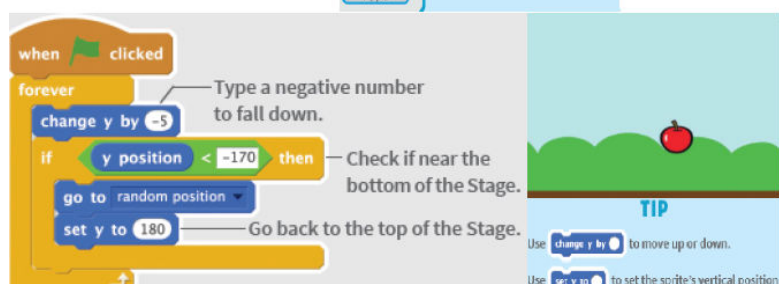 when clicked
forever
change y by -5
Type a negative number
to fall down.
if y position < -170 then
Check if near the
bottom of the Stage.
go to random position
set y to 180
Go back to the top of the Stage.
TIP
Use change y by to move up or down.
Use set y to to set the sprite's vertical position